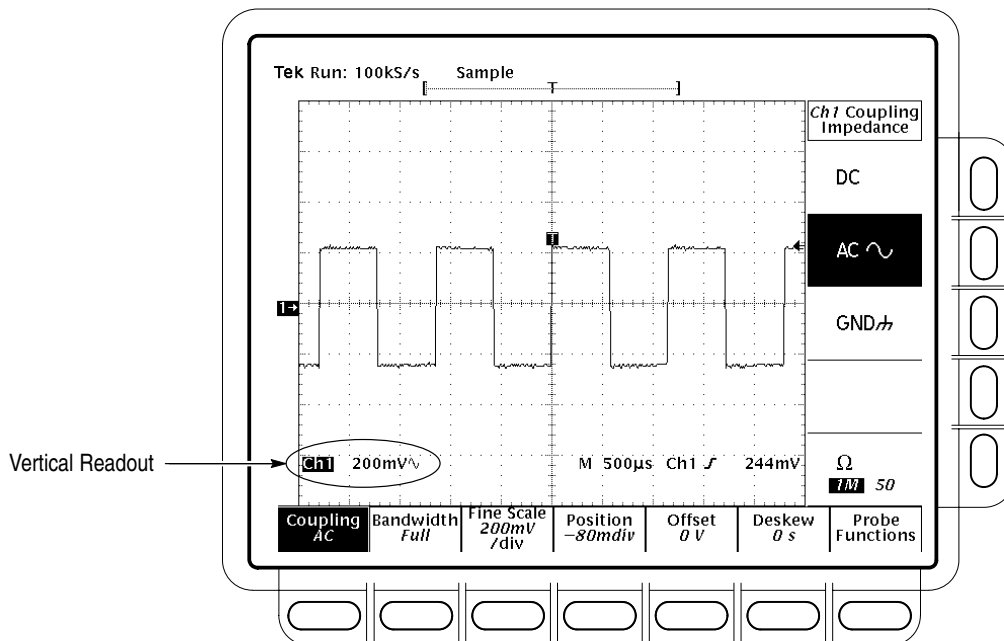 Tek Run: 100kS/s Sample
[ T ]
Ch1 Coupling
Impedance
DC
T
AC
1
GND
Vertical Readout
Ch1 200mV M 500µs Ch1 244mV
Ω
1M 50
Coupling
AC
Bandwidth
Full
Fine Scale
200mV
/div
Position
−80mdiv
Offset
0 V
Deskew
0 s
Probe
Functions